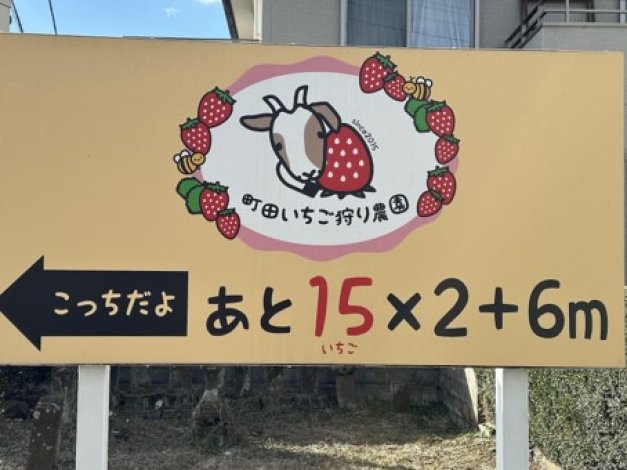 since2016
町田いちご狩り農園
こっちだよ
あと15×2+6m
いちご